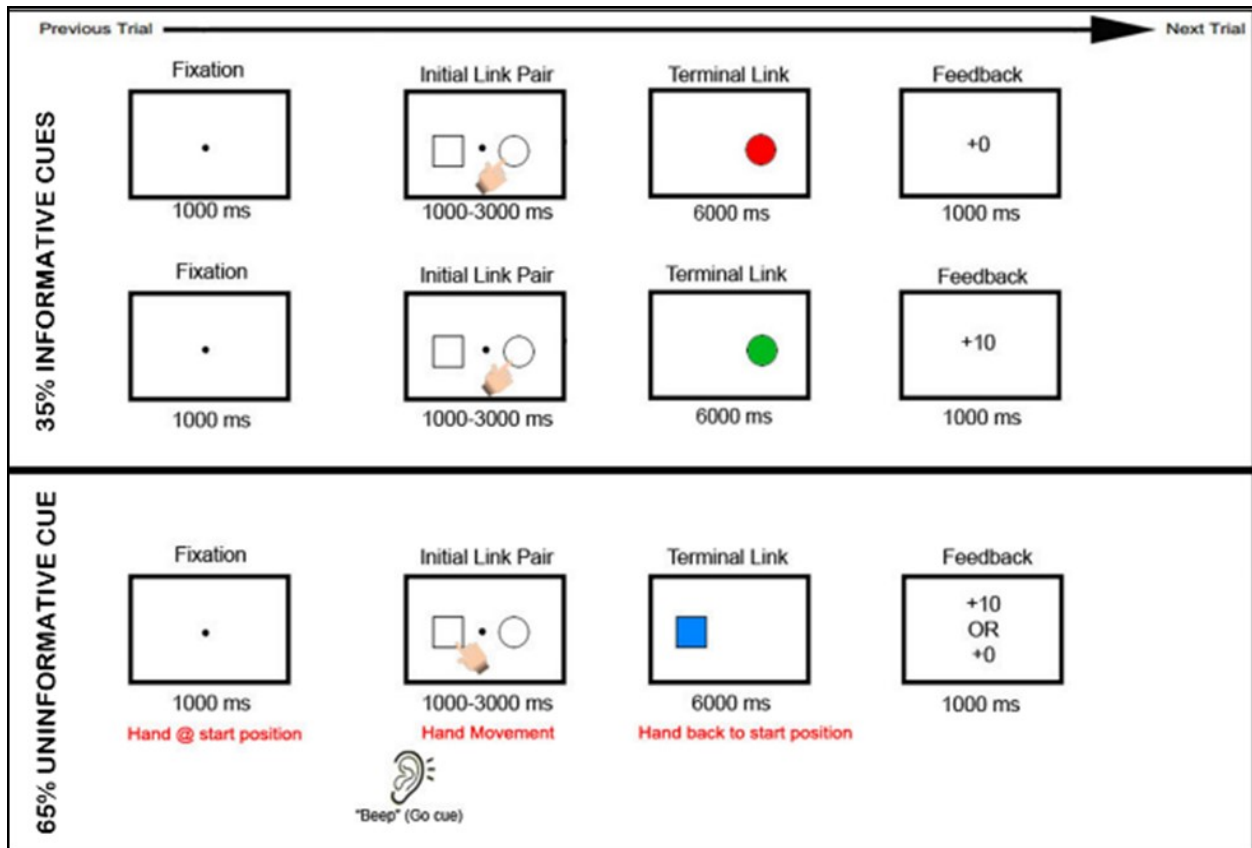 Previous Trial
Next Trial
35% INFORMATIVE CUES
Fixation
Initial Link Pair
Terminal Link
Feedback
+0
1000 ms
1000-3000 ms
6000 ms
1000 ms
Fixation
Initial Link Pair
Terminal Link
Feedback
+10
1000 ms
1000-3000 ms
6000 ms
1000 ms
65% UNINFORMATIVE CUE
Fixation
Initial Link Pair
Terminal Link
Feedback
+10
OR
+0
1000 ms
1000-3000 ms
6000 ms
1000 ms
Hand @ start position
Hand Movement
Hand back to start position
"Beep" (Go cue)